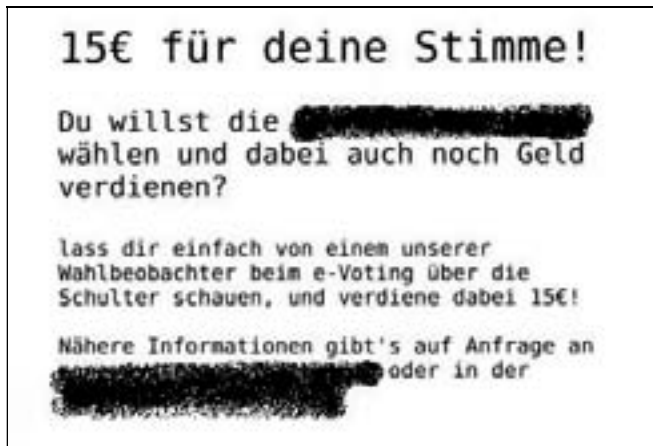 15€ für deine Stimme!
Du willst die
wählen und dabei auch noch Geld
verdienen?
lass dir einfach von einem unserer
Wahlbeobachter beim e-Voting über die
Schulter schauen, und verdiene dabei 15€!
Nähere Informationen gibt's auf Anfrage an
oder in der